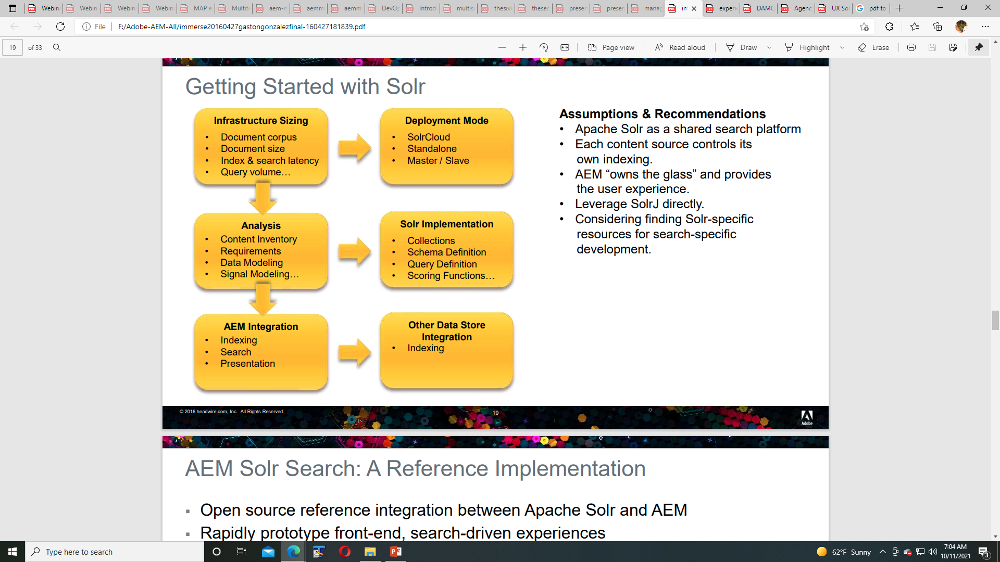 Webin
Webin
Webin
Webin
MAP e
Multit
aem-m
aemm
aemm
DevOp
Introd
multis
thesixl
thesec
presen
presen
manag
in
experi
DAMC
Agenc
UX Sol
pdf to
File
F:/Adobe-AEM-All/immerse20160427gastongonzalezfinal-160427181839.pdf
19
of 33
Page view
Read aloud
Draw
Highlight
Erase
Getting Started with Solr
Infrastructure Sizing
• Document corpus
• Document size
• Index & search latency
• Query volume…
Deployment Mode
• SolrCloud
• Standalone
• Master / Slave
Analysis
• Content Inventory
• Requirements
• Data Modeling
• Signal Modeling…
Solr Implementation
• Collections
• Schema Definition
• Query Definition
• Scoring Functions…
AEM Integration
• Indexing
• Search
• Presentation
Other Data Store
Integration
• Indexing
Assumptions & Recommendations
• Apache Solr as a shared search platform
• Each content source controls its
own indexing.
• AEM “owns the glass” and provides
the user experience.
• Leverage SolrJ directly.
• Considering finding Solr-specific
resources for search-specific
development.
© 2016 headwire.com, Inc. All Rights Reserved.
19
Adobe
AEM Solr Search: A Reference Implementation
▪ Open source reference integration between Apache Solr and AEM
▪ Rapidly prototype front-end, search-driven experiences
Type here to search
62°F Sunny
7:04 AM
10/11/2021
3